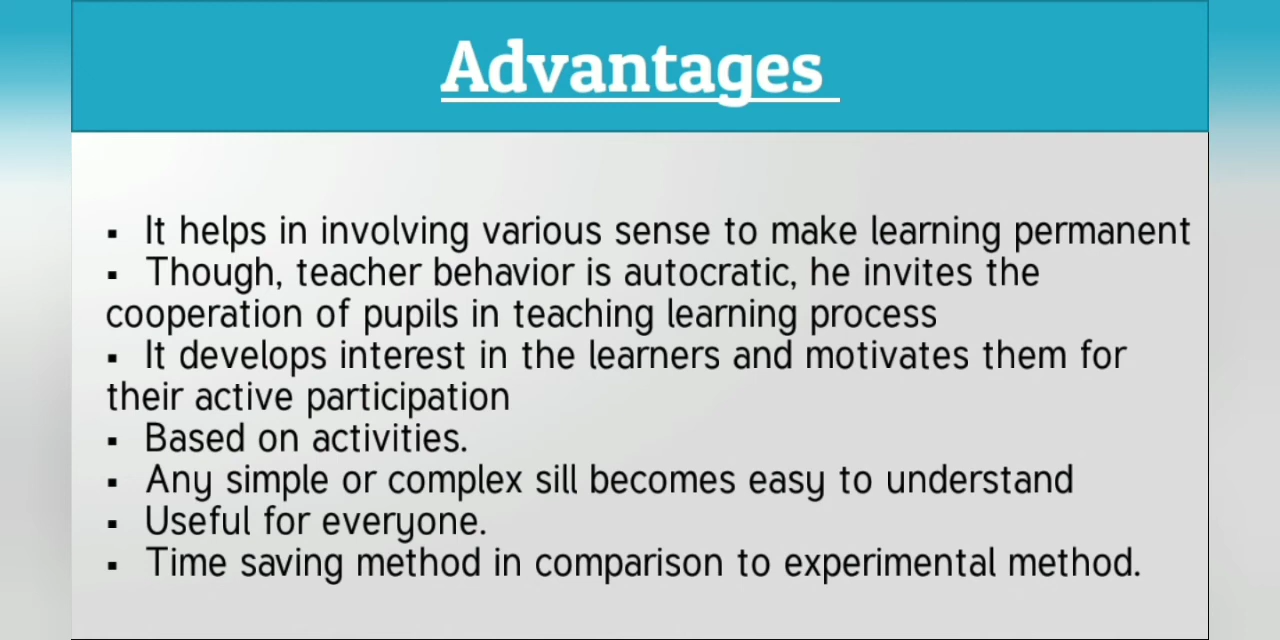 Advantages
▪ It helps in involving various sense to make learning permanent
▪ Though, teacher behavior is autocratic, he invites the
cooperation of pupils in teaching learning process
▪ It develops interest in the learners and motivates them for
their active participation
▪ Based on activities.
▪ Any simple or complex sill becomes easy to understand
▪ Useful for everyone.
▪ Time saving method in comparison to experimental method.